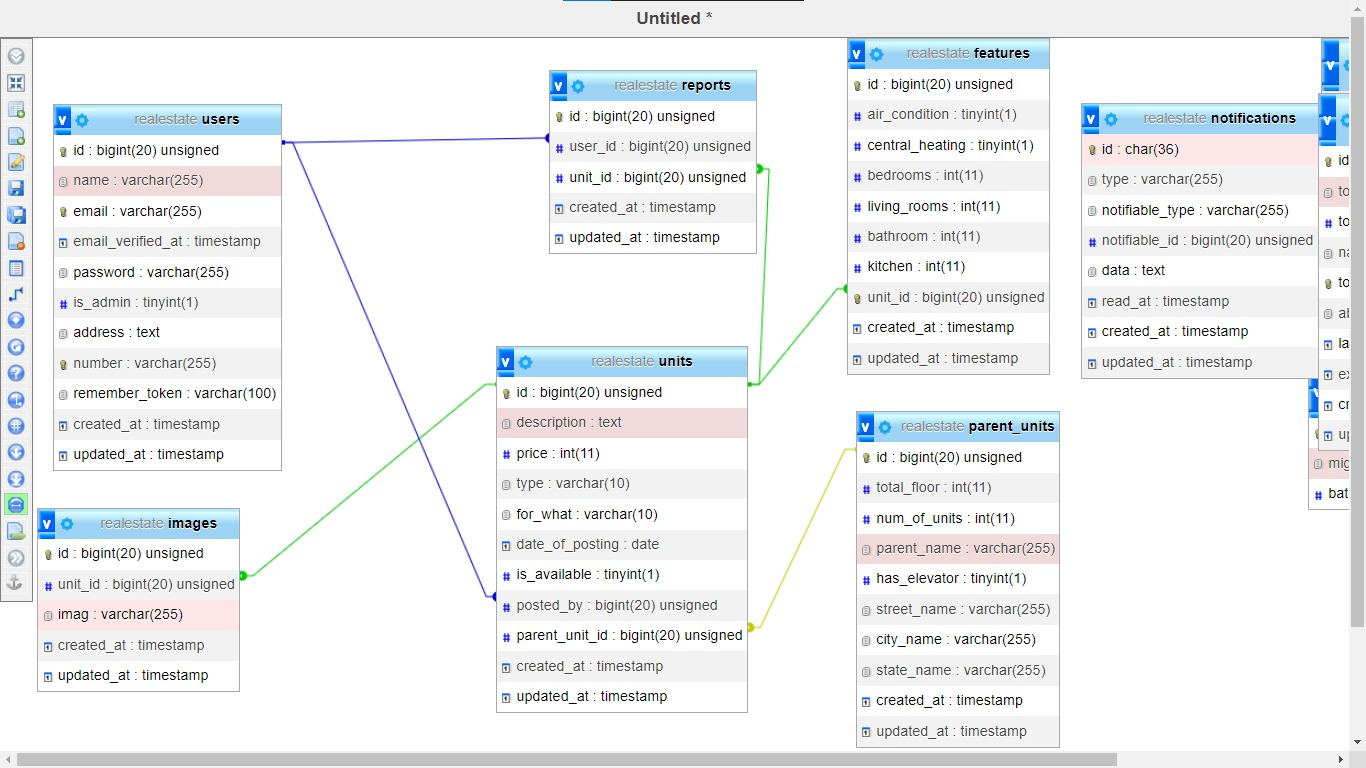 Untitled *
realestate users
id : bigint(20) unsigned
name : varchar(255)
email : varchar(255)
email_verified_at : timestamp
password : varchar(255)
is_admin : tinyint(1)
address : text
number : varchar(255)
remember_token : varchar(100)
created_at : timestamp
updated_at : timestamp
realestate images
id : bigint(20) unsigned
unit_id : bigint(20) unsigned
imag : varchar(255)
created_at : timestamp
updated_at : timestamp
realestate reports
id : bigint(20) unsigned
user_id : bigint(20) unsigned
unit_id : bigint(20) unsigned
created_at : timestamp
updated_at : timestamp
realestate units
id : bigint(20) unsigned
description : text
price : int(11)
type : varchar(10)
for_what : varchar(10)
date_of_posting : date
is_available : tinyint(1)
posted_by : bigint(20) unsigned
parent_unit_id : bigint(20) unsigned
created_at : timestamp
updated_at : timestamp
realestate features
id : bigint(20) unsigned
air_condition : tinyint(1)
central_heating : tinyint(1)
bedrooms : int(11)
living_rooms : int(11)
bathroom : int(11)
kitchen : int(11)
unit_id : bigint(20) unsigned
created_at : timestamp
updated_at : timestamp
realestate parent_units
id : bigint(20) unsigned
total_floor : int(11)
num_of_units : int(11)
parent_name : varchar(255)
has_elevator : tinyint(1)
street_name : varchar(255)
city_name : varchar(255)
state_name : varchar(255)
created_at : timestamp
updated_at : timestamp
realestate notifications
id : char(36)
type : varchar(255)
notifiable_type : varchar(255)
notifiable_id : bigint(20) unsigned
data : text
read_at : timestamp
created_at : timestamp
updated_at : timestamp
id